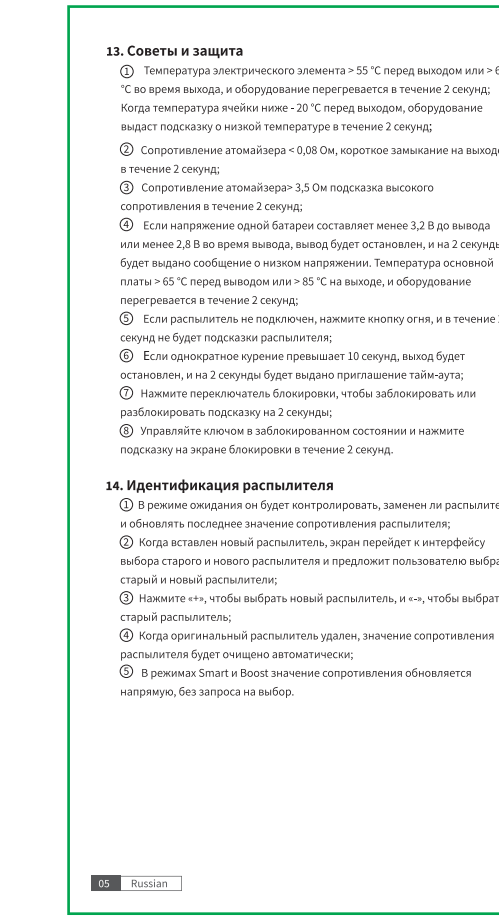 13. Советы и защита
① Температура электрического элемента > 55 °C перед выходом или >
°C во время выхода, и оборудование перегревается в течение 2 секунд;
Когда температура ячейки ниже - 20 °C перед выходом, оборудование
выдаст подсказку о низкой температуре в течение 2 секунд;
② Сопротивление атомайзера < 0,08 Ом, короткое замыкание на выходе
в течение 2 секунд;
③ Сопротивление атомайзера> 3,5 Ом подсказка высокого
сопротивления в течение 2 секунд;
④ Если напряжение одной батареи составляет менее 3,2 В до вывода
или менее 2,8 В во время вывода, вывод будет остановлен, и на 2 секунды
будет выдано сообщение о низком напряжении. Температура основной
платы > 65 °C перед выводом или > 85 °C на выходе, и оборудование
перегревается в течение 2 секунд;
⑤ Если распылитель не подключен, нажмите кнопку огня, и в течение
секунд не будет подсказки распылителя;
⑥ Если однократное курение превышает 10 секунд, выход будет
остановлен, и на 2 секунды будет выдано приглашение тайм-аута;
⑦ Нажмите переключатель блокировки, чтобы заблокировать или
разблокировать подсказку на 2 секунды;
⑧ Управляйте ключом в заблокированном состоянии и нажмите
подсказку на экране блокировки в течение 2 секунд.
14. Идентификация распылителя
① В режиме ожидания он будет контролировать, заменен ли распылите
и обновлять последнее значение сопротивления распылителя;
② Когда вставлен новый распылитель, экран перейдет к интерфейсу
выбора старого и нового распылителя и предложит пользователю выбра
старый и новый распылители;
③ Нажмите «+», чтобы выбрать новый распылитель, и «-», чтобы выбрат
старый распылитель;
④ Когда оригинальный распылитель удален, значение сопротивления
распылителя будет очищено автоматически;
⑤ В режимах Smart и Boost значение сопротивления обновляется
напрямую, без запроса на выбор.
05 Russian